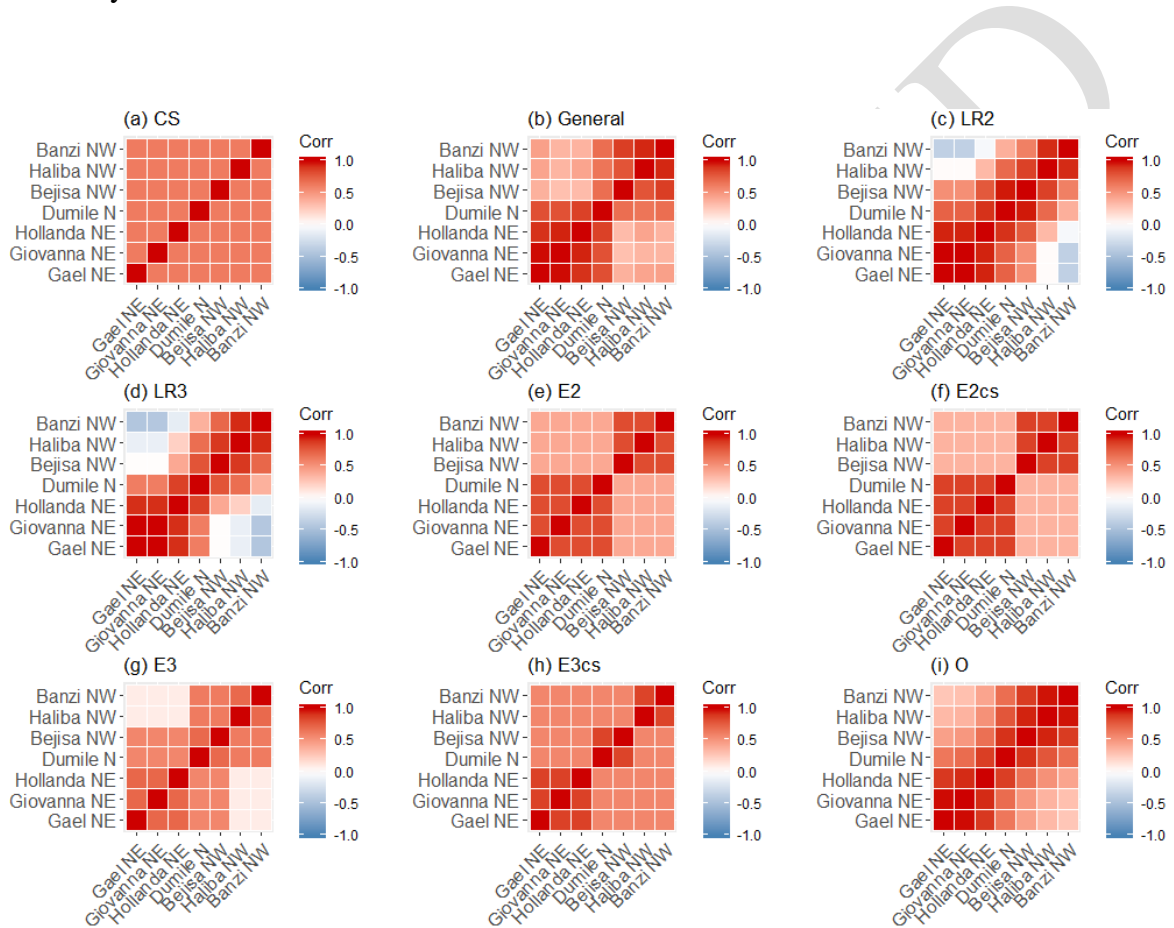 (a) CS
Corr
Banzi NW
Haliba NW
Bejisa NW
Dumile N
Hollanda NE
Giovanna NE
Gael NE
1.0
0.5
0.0
-0.5
-1.0
Gael NE
Giovanna NE
Hollanda NE
Dumile N
Bejisa NW
Haliba NW
Banzi NW
(b) General
Corr
Banzi NW
Haliba NW
Bejisa NW
Dumile N
Hollanda NE
Giovanna NE
Gael NE
1.0
0.5
0.0
-0.5
-1.0
Gael NE
Giovanna NE
Hollanda NE
Dumile N
Bejisa NW
Haliba NW
Banzi NW
(c) LR2
Corr
Banzi NW
Haliba NW
Bejisa NW
Dumile N
Hollanda NE
Giovanna NE
Gael NE
1.0
0.5
0.0
-0.5
-1.0
Gael NE
Giovanna NE
Hollanda NE
Dumile N
Bejisa NW
Haliba NW
Banzi NW
(d) LR3
Corr
Banzi NW
Haliba NW
Bejisa NW
Dumile N
Hollanda NE
Giovanna NE
Gael NE
1.0
0.5
0.0
-0.5
-1.0
Gael NE
Giovanna NE
Hollanda NE
Dumile N
Bejisa NW
Haliba NW
Banzi NW
(e) E2
Corr
Banzi NW
Haliba NW
Bejisa NW
Dumile N
Hollanda NE
Giovanna NE
Gael NE
1.0
0.5
0.0
-0.5
-1.0
Gael NE
Giovanna NE
Hollanda NE
Dumile N
Bejisa NW
Haliba NW
Banzi NW
(f) E2cs
Corr
Banzi NW
Haliba NW
Bejisa NW
Dumile N
Hollanda NE
Giovanna NE
Gael NE
1.0
0.5
0.0
-0.5
-1.0
Gael NE
Giovanna NE
Hollanda NE
Dumile N
Bejisa NW
Haliba NW
Banzi NW
(g) E3
Corr
Banzi NW
Haliba NW
Bejisa NW
Dumile N
Hollanda NE
Giovanna NE
Gael NE
1.0
0.5
0.0
-0.5
-1.0
Gael NE
Giovanna NE
Hollanda NE
Dumile N
Bejisa NW
Haliba NW
Banzi NW
(h) E3cs
Corr
Banzi NW
Haliba NW
Bejisa NW
Dumile N
Hollanda NE
Giovanna NE
Gael NE
1.0
0.5
0.0
-0.5
-1.0
Gael NE
Giovanna NE
Hollanda NE
Dumile N
Bejisa NW
Haliba NW
Banzi NW
(i) O
Corr
Banzi NW
Haliba NW
Bejisa NW
Dumile N
Hollanda NE
Giovanna NE
Gael NE
1.0
0.5
0.0
-0.5
-1.0
Gael NE
Giovanna NE
Hollanda NE
Dumile N
Bejisa NW
Haliba NW
Banzi NW